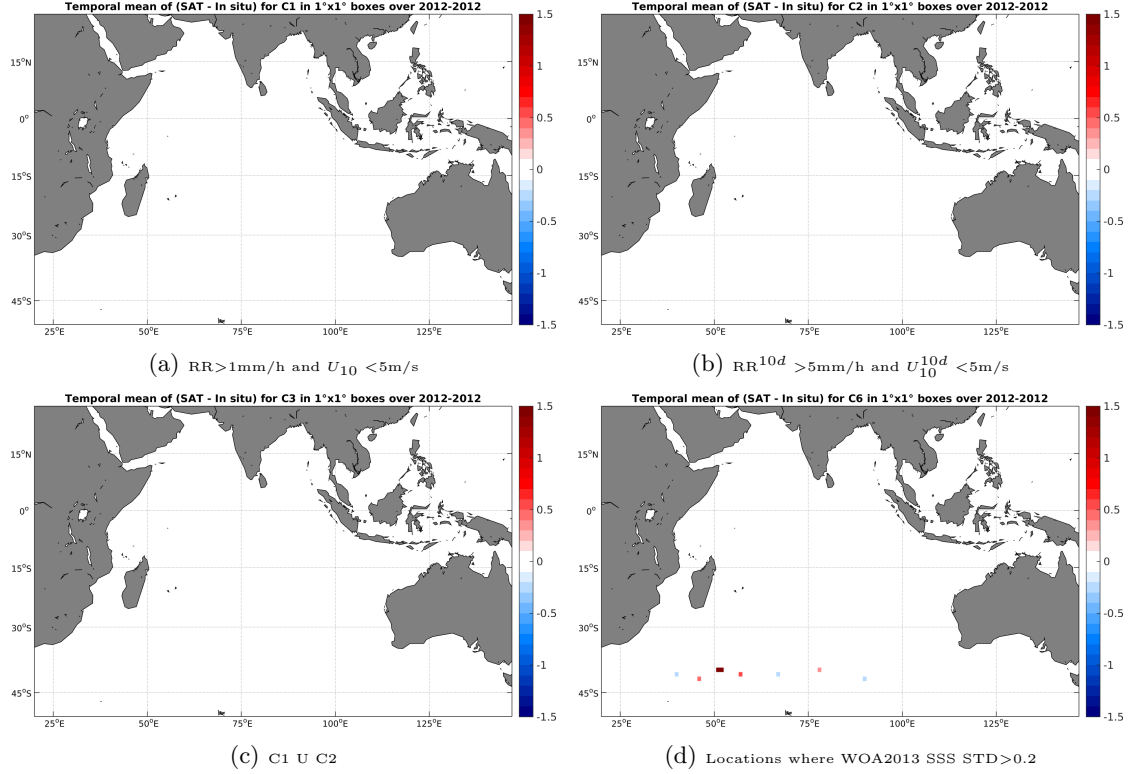 Temporal mean of (SAT - In situ) for C1 in 1°x1° boxes over 2012-2012
1.5
1
0.5
0
-0.5
-1
-1.5
15°N
0°
15°S
30°S
45°S
25°E
50°E
75°E
100°E
125°E
(a) RR>1mm/h and U10 <5m/s
Temporal mean of (SAT - In situ) for C2 in 1°x1° boxes over 2012-2012
1.5
1
0.5
0
-0.5
-1
-1.5
15°N
0°
15°S
30°S
45°S
25°E
50°E
75°E
100°E
125°E
(b) RR^10d >5mm/h and U10^10d <5m/s
Temporal mean of (SAT - In situ) for C3 in 1°x1° boxes over 2012-2012
1.5
1
0.5
0
-0.5
-1
-1.5
15°N
0°
15°S
30°S
45°S
25°E
50°E
75°E
100°E
125°E
(c) C1 U C2
Temporal mean of (SAT - In situ) for C6 in 1°x1° boxes over 2012-2012
1.5
1
0.5
0
-0.5
-1
-1.5
15°N
0°
15°S
30°S
45°S
25°E
50°E
75°E
100°E
125°E
(d) Locations where WOA2013 SSS STD>0.2